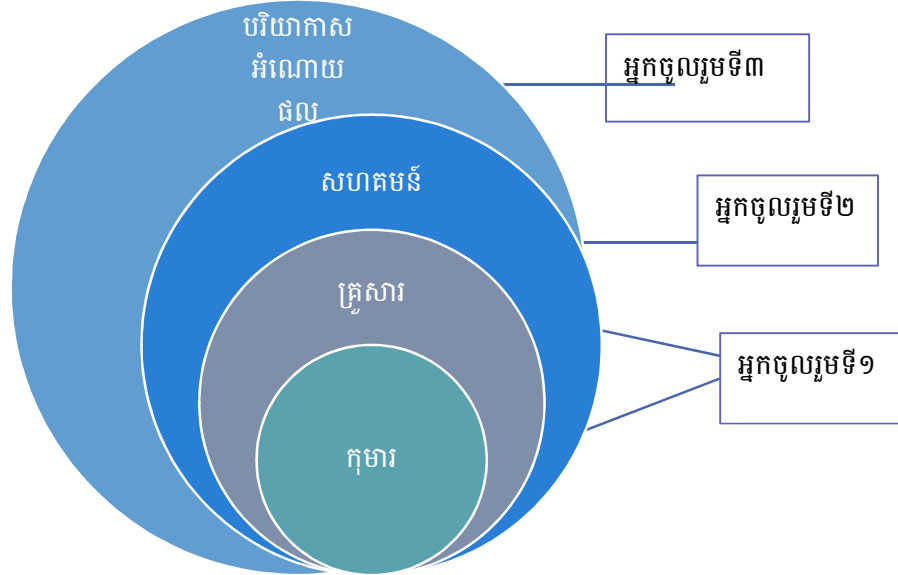 បរិយាកាស
អំណោយ
ផល
អ្នកចូលរួមទី៣
សហគមន៍
អ្នកចូលរួមទី២
គ្រួសារ
អ្នកចូលរួមទី១
កុមារ